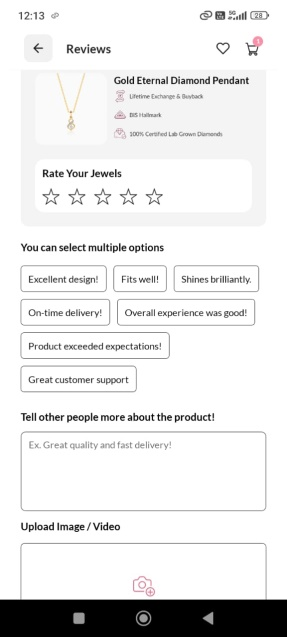 12:13
5G
28
Reviews
1
Gold Eternal Diamond Pendant
Lifetime Exchange & Buyback
BIS Hallmark
100% Certified Lab Grown Diamonds
Rate Your Jewels
You can select multiple options
Excellent design!
Fits well!
Shines brilliantly.
On-time delivery!
Overall experience was good!
Product exceeded expectations!
Great customer support
Tell other people more about the product!
Ex. Great quality and fast delivery!
Upload Image / Video